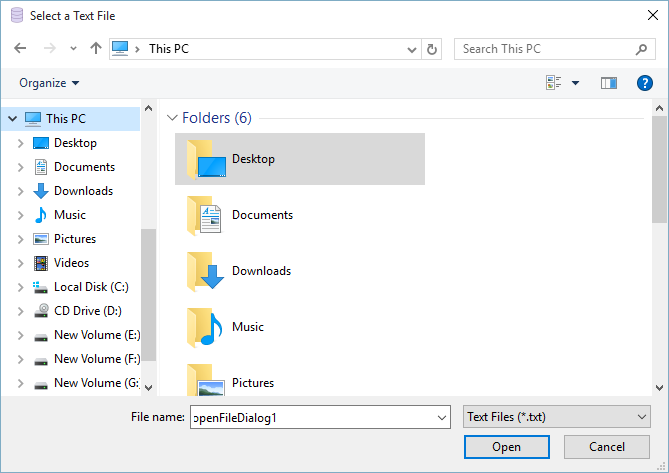 Select a Text File
This PC
Search This PC
Organize
This PC
Desktop
Documents
Downloads
Music
Pictures
Videos
Local Disk (C:)
CD Drive (D:)
New Volume (E:)
New Volume (F:)
New Volume (G:
Folders (6)
Desktop
Documents
Downloads
Music
Pictures
File name:
openFileDialog1
Text Files (*.txt)
Open
Cancel